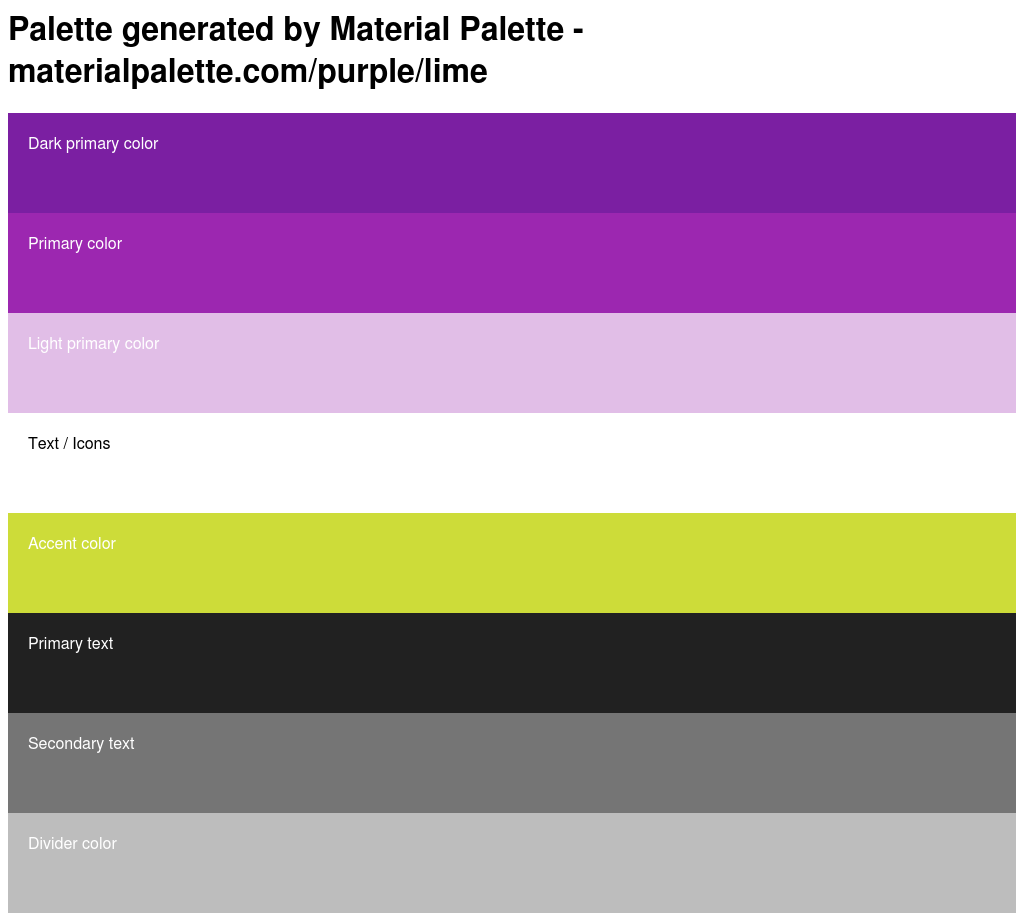 Palette generated by Material Palette -
materialpalette.com/purple/lime
Dark primary color
Primary color
Light primary color
Text / Icons
Accent color
Primary text
Secondary text
Divider color